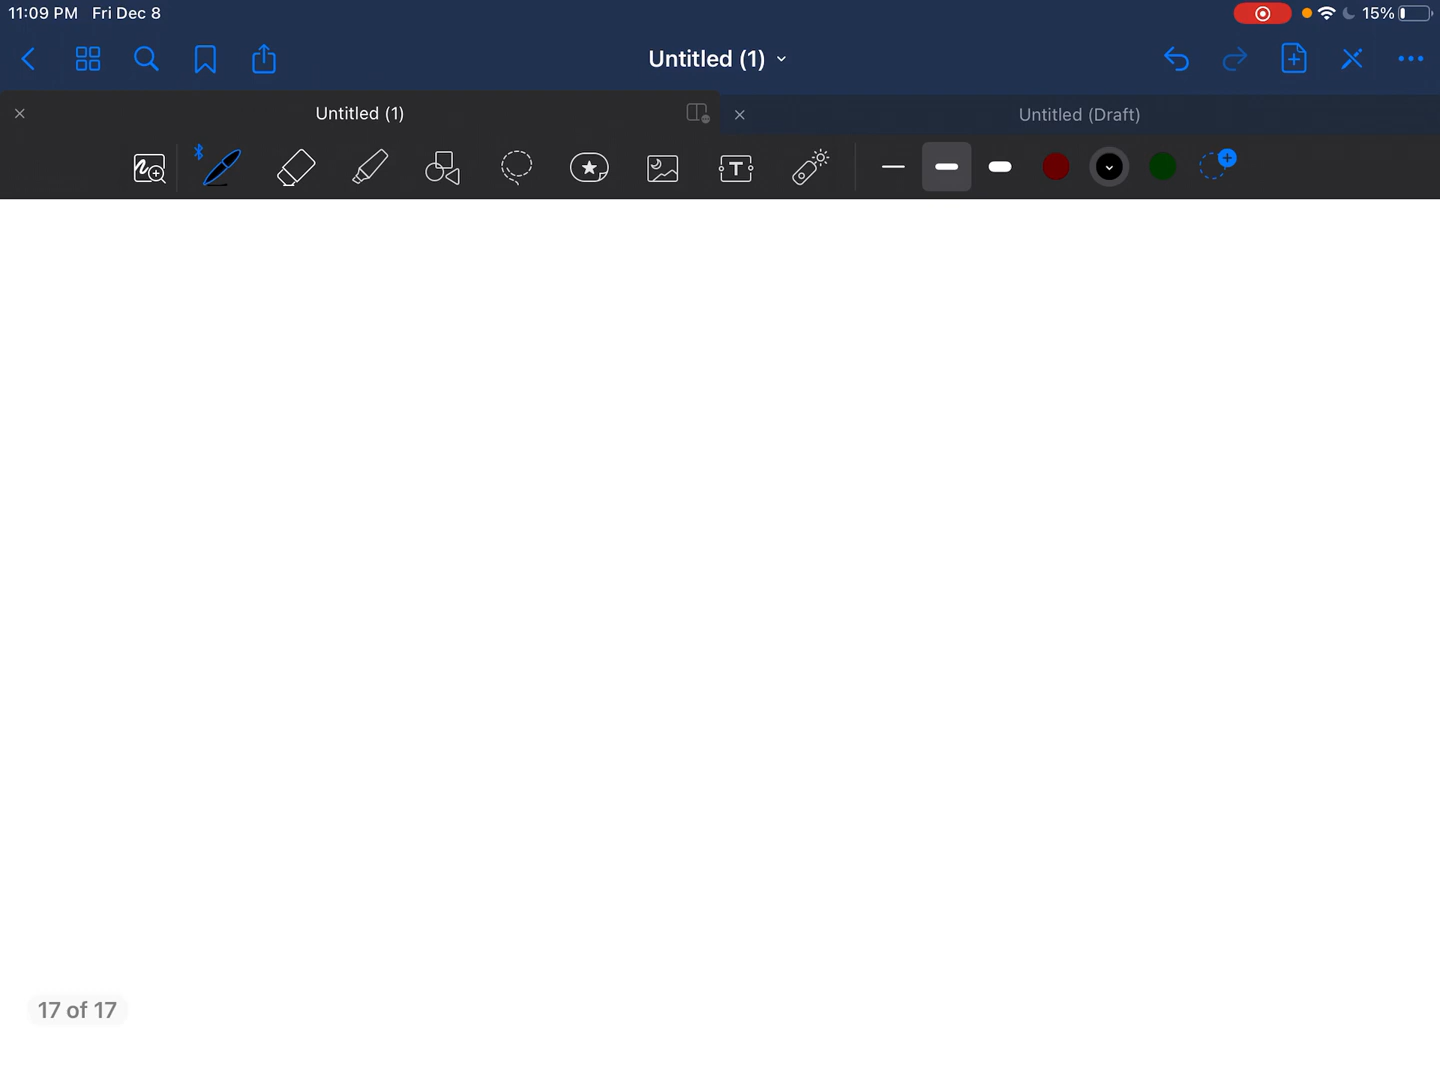 11:09 PM Fri Dec 8 15%
Untitled (1)
Untitled (1) Untitled (Draft)
T
17 of 17